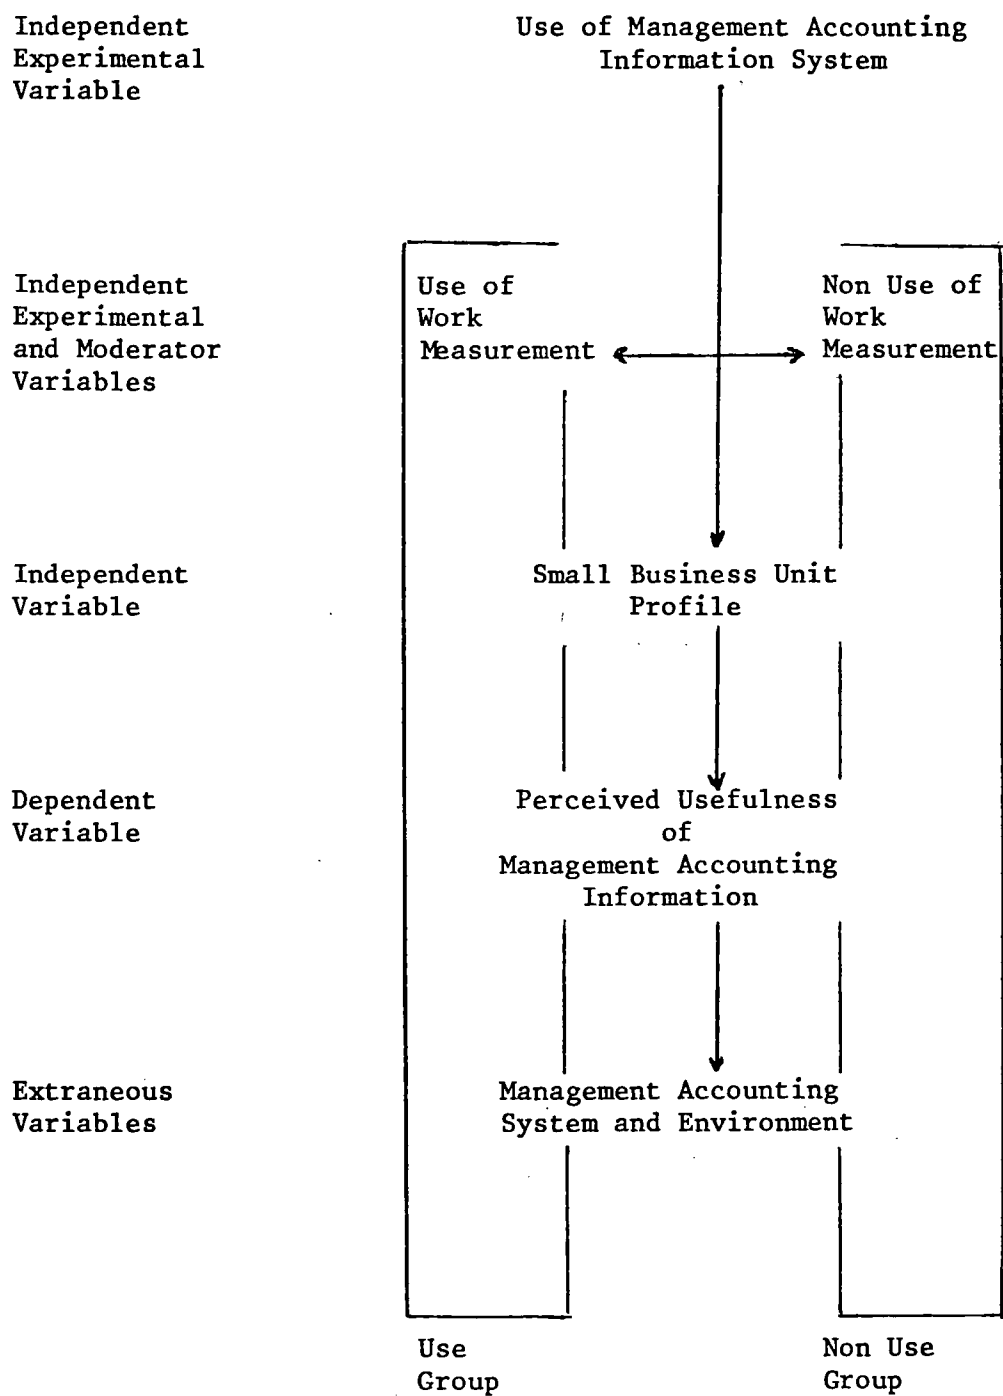 Independent
Experimental
Variable
Use of Management Accounting
Information System
Independent
Experimental
and Moderator
Variables
Use of
Work
Measurement
Non Use of
Work
Measurement
Independent
Variable
Small Business Unit
Profile
Dependent
Variable
Perceived Usefulness
of
Management Accounting
Information
Extraneous
Variables
Management Accounting
System and Environment
Use
Group
Non Use
Group